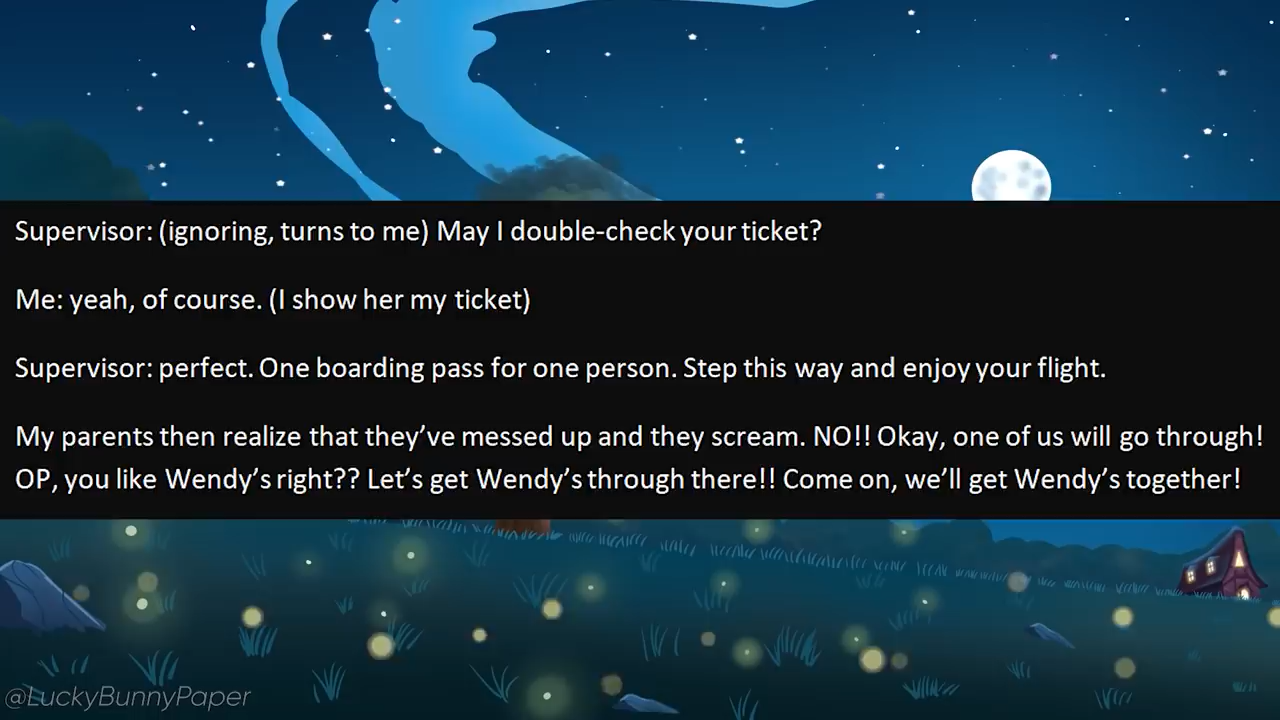 Supervisor: (ignoring, turns to me) May I double-check your ticket?
Me: yeah, of course. (I show her my ticket)
Supervisor: perfect. One boarding pass for one person. Step this way and enjoy your flight.
My parents then realize that they’ve messed up and they scream. NO!! Okay, one of us will go through!
OP, you like Wendy’s right?? Let’s get Wendy’s through there!! Come on, we’ll get Wendy’s together!
@LuckyBunnyPaper